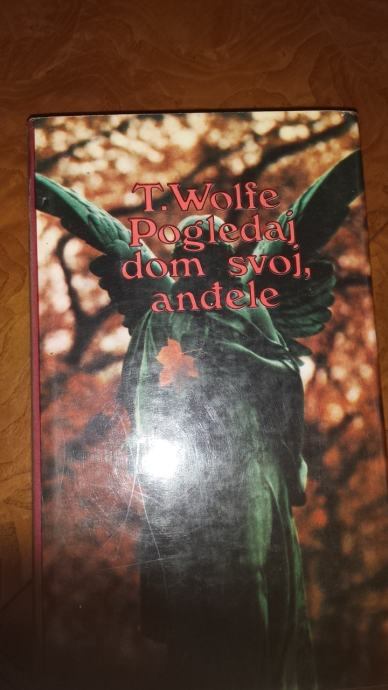 T. Wolfe
Pogledaj
dom svoj,
anđele